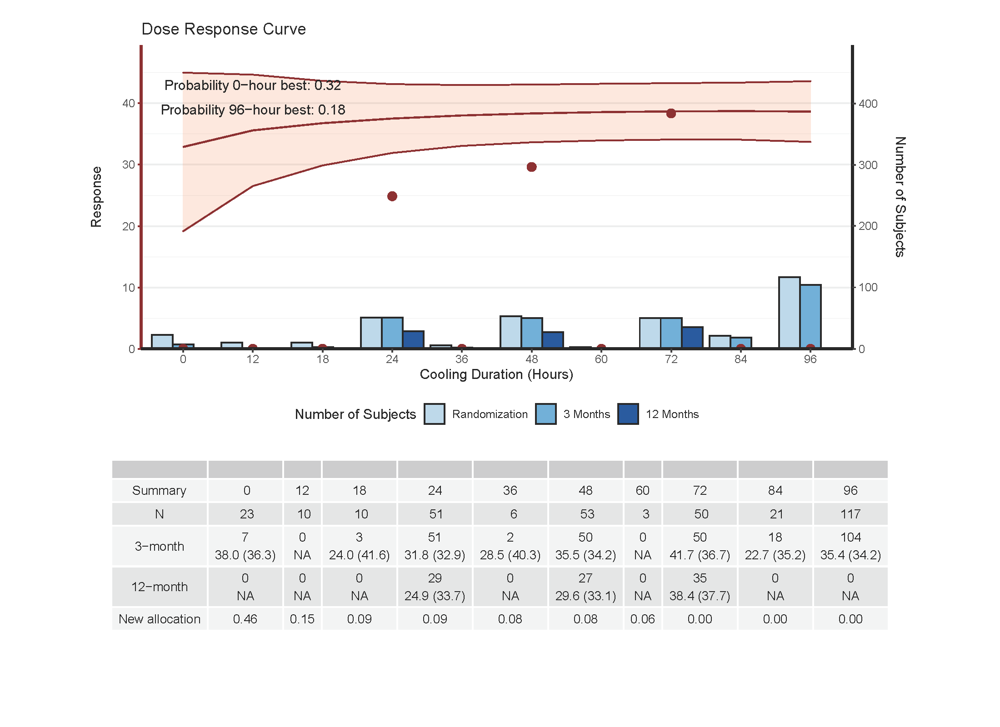 Dose Response Curve
Probability 0−hour best: 0.32
Probability 96−hour best: 0.18
Response
40
30
20
10
0
Number of Subjects
400
300
200
100
0
0 12 18 24 36 48 60 72 84 96
Cooling Duration (Hours)
Number of Subjects Randomization 3 Months 12 Months
Summary 0 12 18 24 36 48 60 72 84 96
N 23 10 10 51 6 53 3 50 21 117
3−month
7 0 3 51 2 50 0 50 18 104
38.0 (36.3) NA 24.0 (41.6) 31.8 (32.9) 28.5 (40.3) 35.5 (34.2) NA 41.7 (36.7) 22.7 (35.2) 35.4 (34.2)
12−month
0 0 0 29 0 27 0 35 0 0
NA NA NA 24.9 (33.7) NA 29.6 (33.1) NA 38.4 (37.7) NA NA
New allocation 0.46 0.15 0.09 0.09 0.08 0.08 0.06 0.00 0.00 0.00